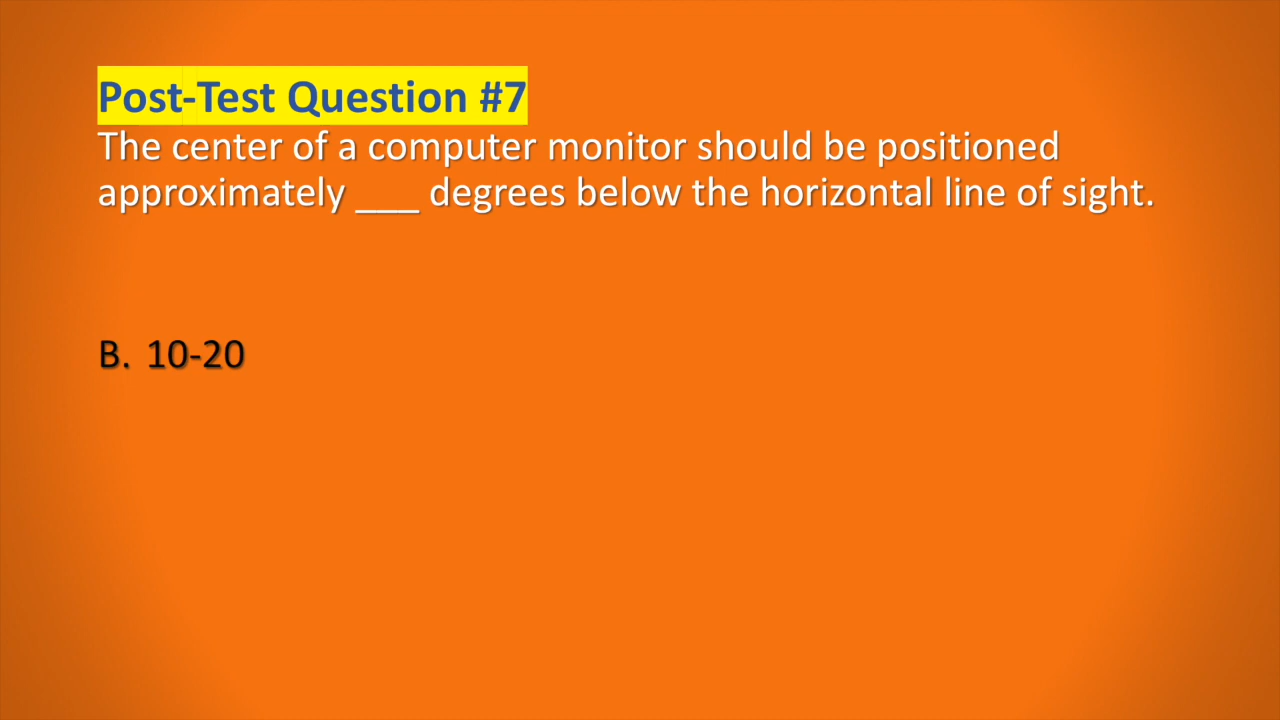 Post-Test Question #7
The center of a computer monitor should be positioned
approximately ___ degrees below the horizontal line of sight.
B. 10-20